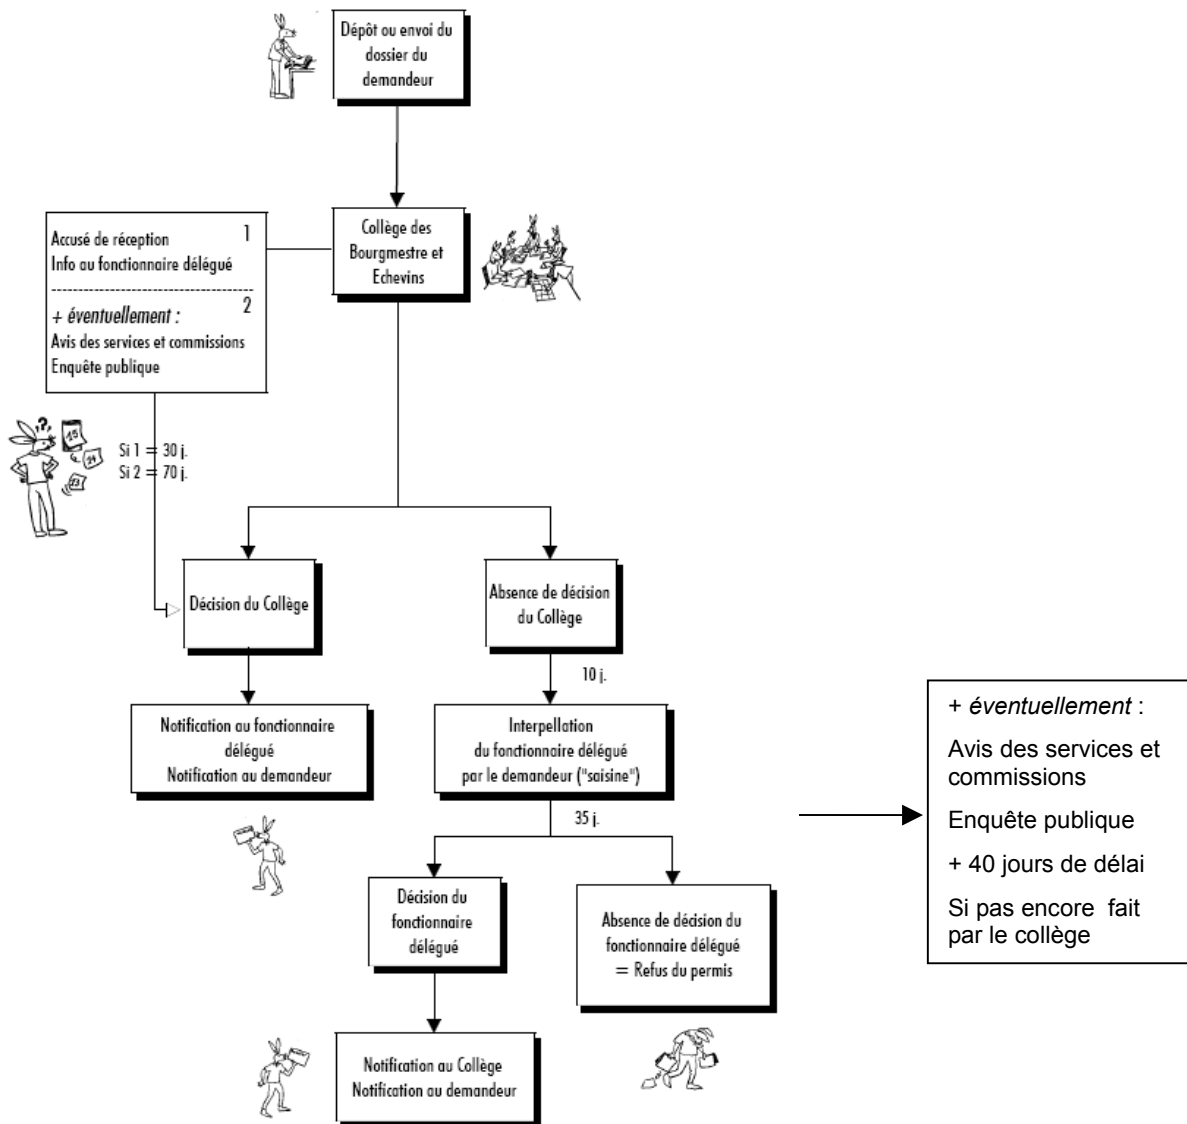 Dépôt ou envoi du
dossier du
demandeur
Collège des
Bourgmestre et
Echevins
Accusé de réception 1
Info au fonctionnaire délégué
2
+ éventuellement :
Avis des services et commissions
Enquête publique
?
15
14
13
Si 1 = 30 j.
Si 2 = 70 j.
Décision du Collège
Absence de décision
du Collège
10 j.
Notification au fonctionnaire
délégué
Notification au demandeur
Interpellation
du fonctionnaire délégué
par le demandeur ("saisine")
35 j.
+ éventuellement :
Avis des services et
commissions
Enquête publique
+ 40 jours de délai
Si pas encore fait
par le collège
Décision du
fonctionnaire
délégué
Absence de décision du
fonctionnaire délégué
= Refus du permis
Notification au Collège
Notification au demandeur